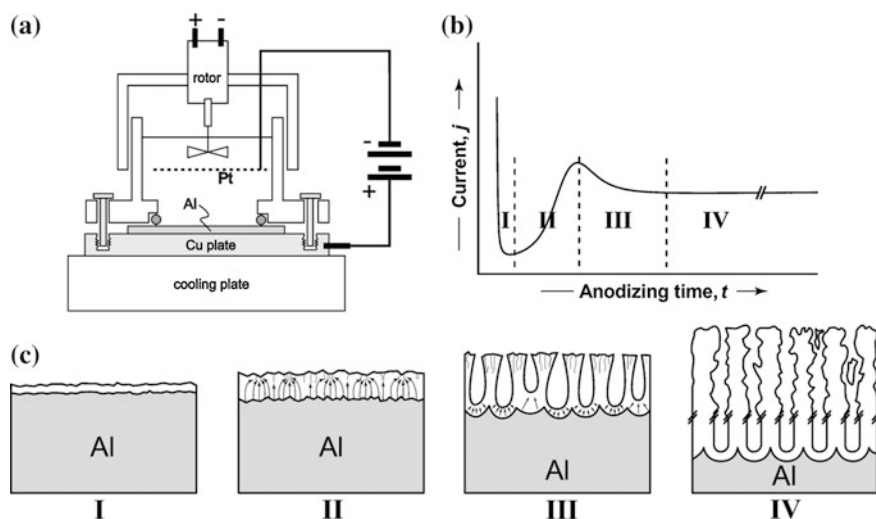 (a)
+ -
rotor
-
Pt
+
Al
Cu plate
cooling plate
(b)
Current, j
I II III IV
Anodizing time, t
(c)
Al
I
Al
II
Al
III
Al
IV